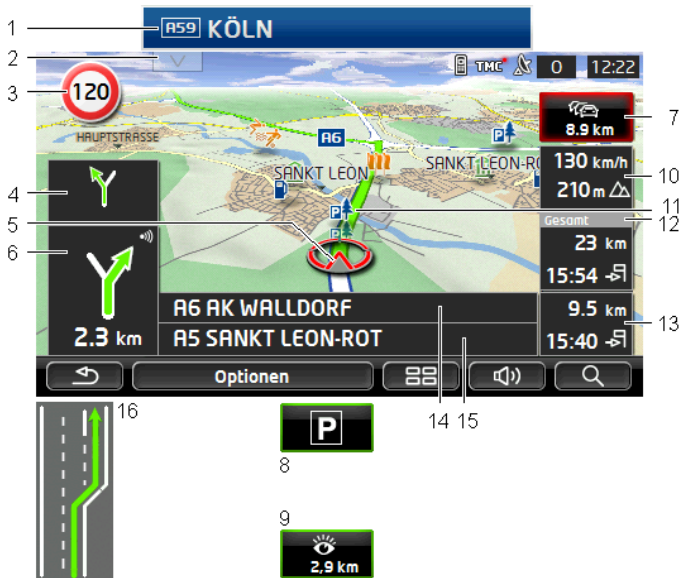 1
A59 KÖLN
2
TMC 0 12:22
3
120
7
8.9 km
HAUPTSTRASSE
A6
P
SANKT LEON
SANKT LEON-RO
4
130 km/h
10
210 m
11
P
P
5
Gesamt
12
6
23 km
15:54
A6 AK WALLDORF
9.5 km
13
2.3 km
A5 SANKT LEON-ROT
15:40
Optionen
14
15
16
P
8
9
2,9 km